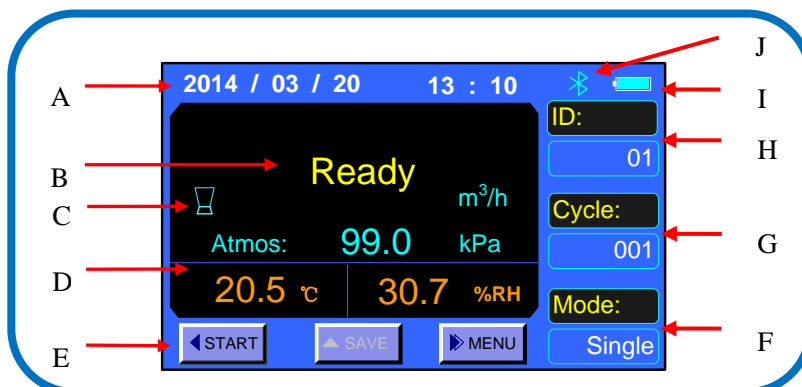 J
2014 / 03 / 20 13 : 10
A
I
ID:
H
01
B
Ready
m³/h
C
Cycle:
Atmos: 99.0 kPa
001
G
D
20.5 ℃ 30.7 %RH
Mode:
E
START SAVE MENU
Single
F